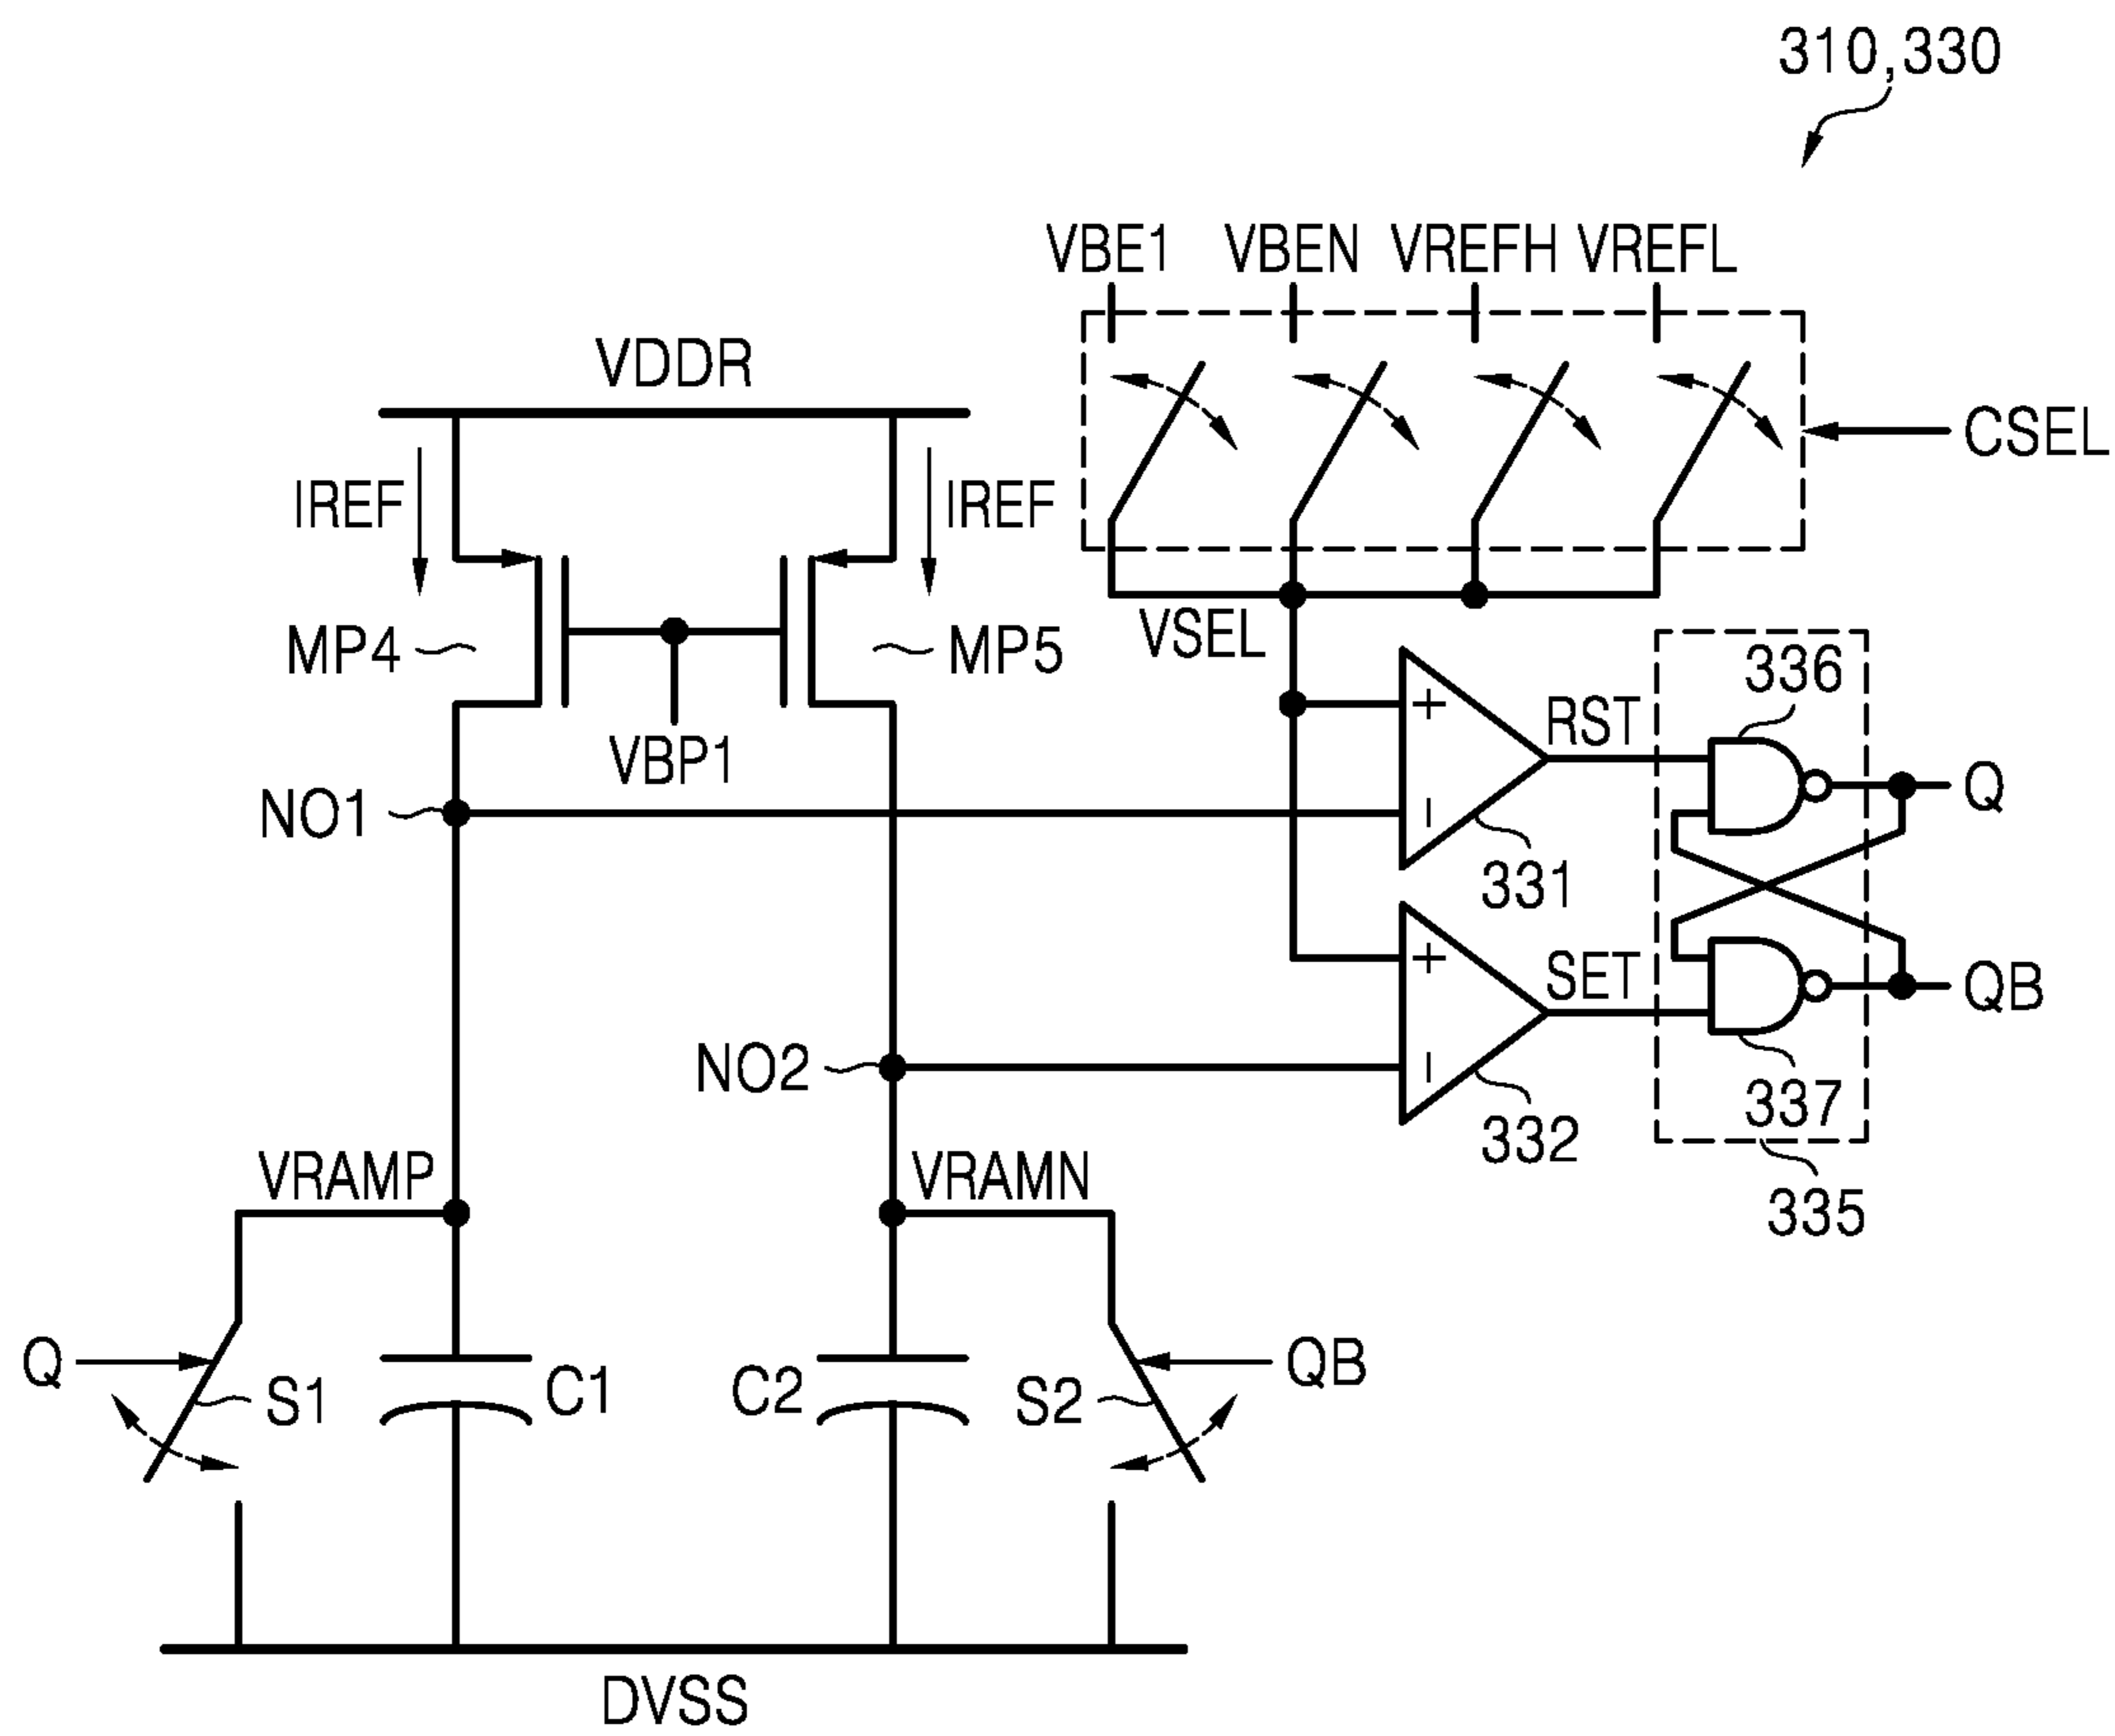 310,330
VBE1 VBEN VREFH VREFL
VDDR
CSEL
IREF IREF
VSEL
MP4 MP5
336
RST
VBP1
+
Q
NO1
-
331
+
SET
QB
NO2
-
337
332
VRAMP VRAMN
335
Q
QB
S1 C1 C2 S2
DVSS